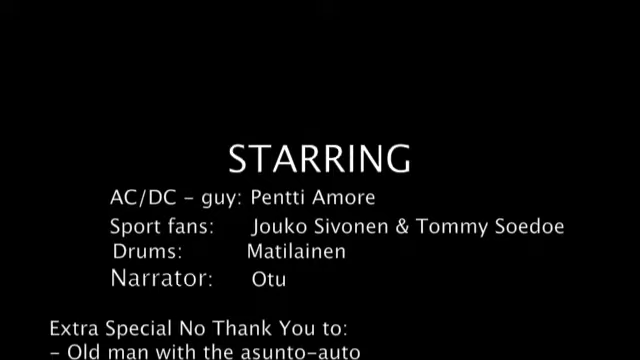 STARRING
AC/DC – guy: Pentti Amore
Sport fans: Jouko Sivonen & Tommy Soedoe
Drums: Matilainen
Narrator: Otu
Extra Special No Thank You to:
- Old man with the asunto-auto